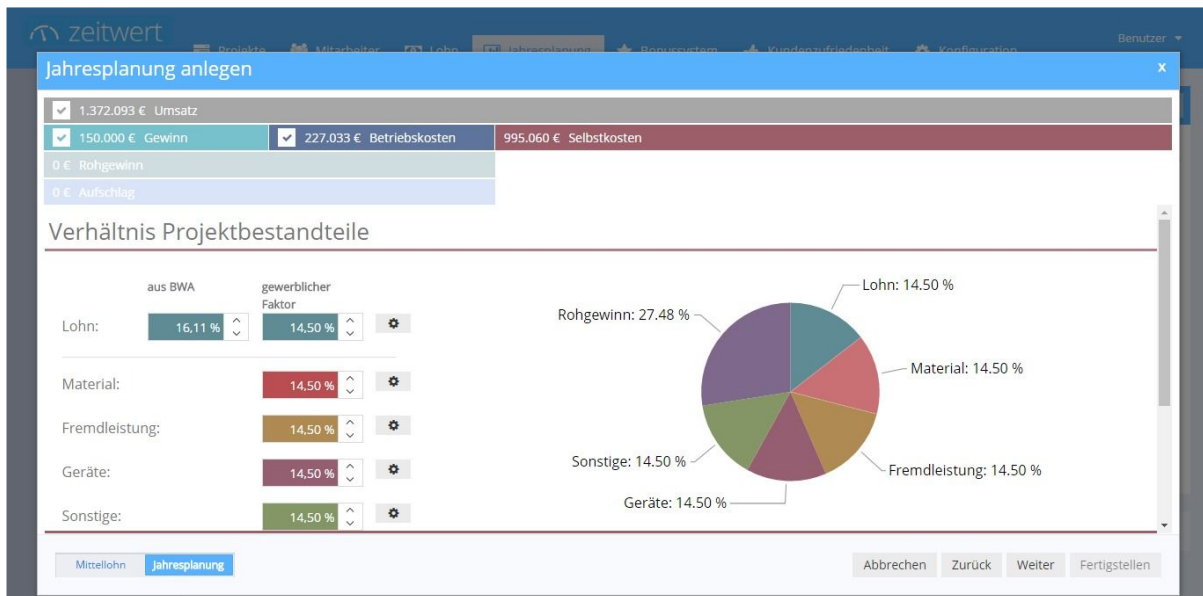 zeitwert
Projekte Mitarbeiter Lohn Jahresplanung Bonussystem Kundenzufriedenheit Konfiguration Benutzer
Jahresplanung anlegen x
1.372.093 € Umsatz
150.000 € Gewinn 227.033 € Betriebskosten 995.060 € Selbstkosten
0 € Rohgewinn
0 € Aufschlag
Verhältnis Projektbestandteile
aus BWA gewerblicher
Faktor
Lohn: 16,11 % 14,50 %
Material: 14,50 %
Fremdleistung: 14,50 %
Geräte: 14,50 %
Sonstige: 14,50 %
Lohn: 14.50 %
Rohgewinn: 27.48 %
Material: 14.50 %
Sonstige: 14.50 %
Fremdleistung: 14.50 %
Geräte: 14.50 %
Mittellohn Jahresplanung Abbrechen Zurück Weiter Fertigstellen